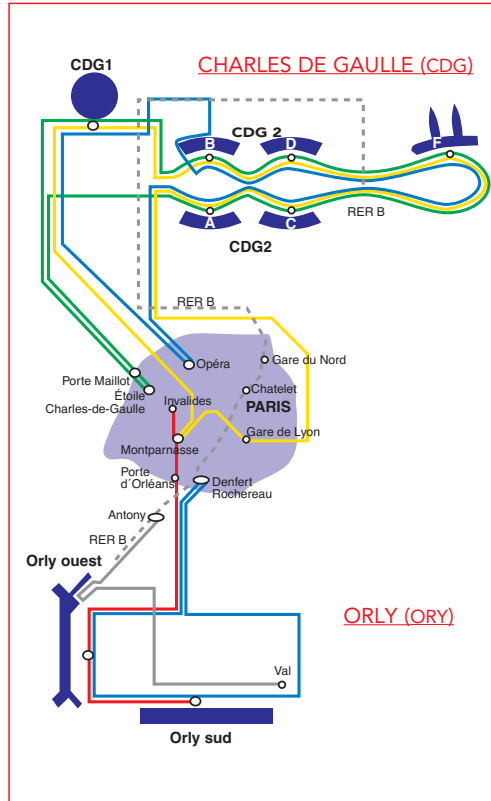 CHARLES DE GAULLE (CDG)
CDG1
CDG 2
B
D
F
A
C
RER B
CDG2
RER B
Gare du Nord
Opéra
Porte Maillot
Étoile
Charles-de-Gaulle
Chatelet
Invalides
PARIS
Gare de Lyon
Montparnasse
Porte
d´Orléans
Denfert
Rochereau
Antony
RER B
Orly ouest
ORLY (ORY)
Val
Orly sud